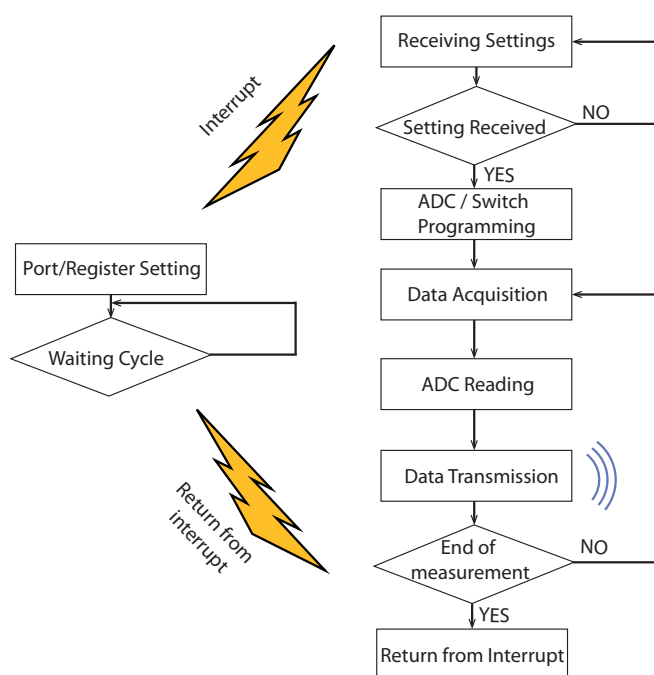 Interrupt
Port/Register Setting
Waiting Cycle
Return from
interrupt
Receiving Settings
Setting Received
NO
YES
ADC / Switch
Programming
Data Acquisition
ADC Reading
Data Transmission
End of
measurement
NO
YES
Return from Interrupt